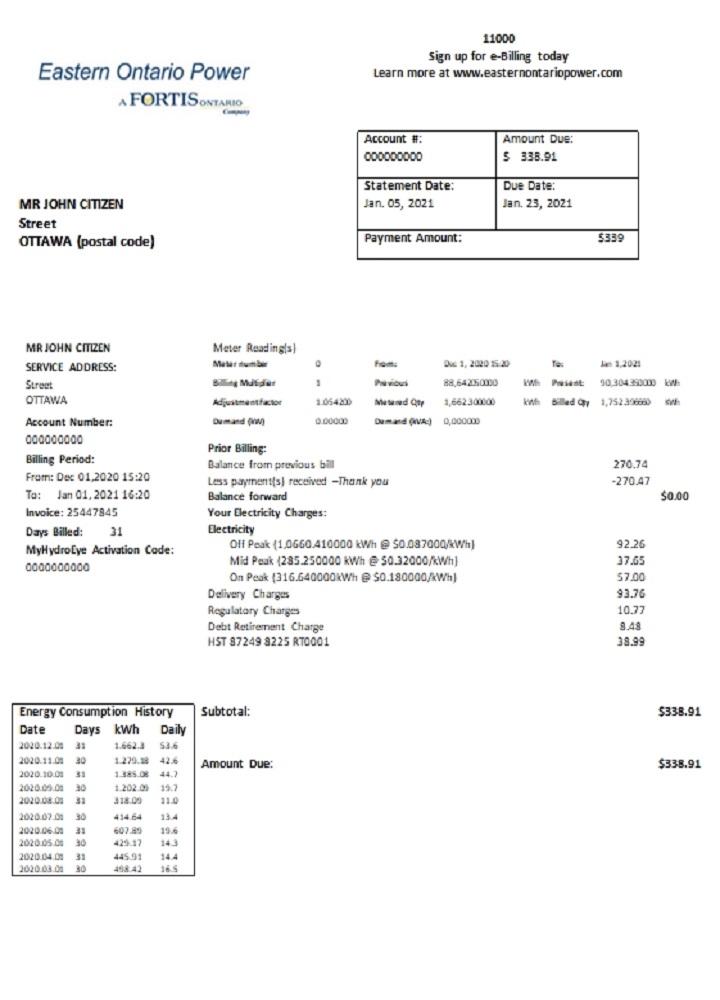 11000
Sign up for e-Billing today
Learn more at www.easternontariopower.com
Eastern Ontario Power
A FORTIS ONTARIO
Company
Account #: Amount Due:
000000000 $ 338.91
Statement Date: Due Date:
Jan. 05, 2021 Jan. 23, 2021
Payment Amount: $339
MR JOHN CITIZEN
Street
OTTAWA (postal code)
MR JOHN CITIZEN
SERVICE ADDRESS:
Street
OTTAWA
Account Number:
000000000
Billing Period:
From: Dec 01,2020 15:20
To: Jan 01, 2021 16:20
Invoice: 25447845
Days Billed: 31
MyHydroEye Activation Code:
0000000000
Meter Reading(s)
Meter number 0 From: Dec 1, 2020 15:20 To: Jan 1,2021
Billing Multiplier 1 Previous 88,642050000 kWh Present: 90,304.350000 kWh
Adjustment factor 1.054200 Metered Qty 1,662.300000 kWh Billed Qty 1,752.396660 kWh
Demand (kW) 0.00000 Demand (kVA:) 0,000000
Prior Billing:
Balance from previous bill 270.74
Less payment(s) received –Thank you -270.47
Balance forward $0.00
Your Electricity Charges:
Electricity
Off Peak (1,0660.410000 kWh @ $0.087000/kWh) 92.26
Mid Peak (285.250000 kWh @ $0.32000/kWh) 37.65
On Peak (316.640000kWh @ $0.180000/kWh) 57.00
Delivery Charges 93.76
Regulatory Charges 10.77
Debt Retirement Charge 8.48
HST 87249 8225 RT0001 38.99
Subtotal: $338.91
Amount Due: $338.91
Energy Consumption History
Date Days kWh Daily
2020.12.01 31 1.662.3 53.6
2020.11.01 30 1.279.18 42.6
2020.10.01 31 1.385.08 44.7
2020.09.01 30 1.202.09 19.7
2020.08.01 31 318.09 11.0
2020.07.01 30 414.64 13.4
2020.06.01 31 607.89 19.6
2020.05.01 30 429.17 14.3
2020.04.01 31 445.91 14.4
2020.03.01 30 498.42 16.5